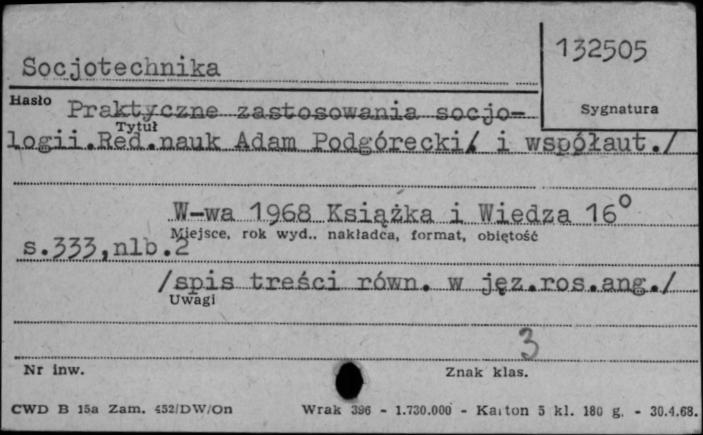 132505
Socjotechnika
Hasło
Sygnatura
Praktyczne zastosowania socjo-
Tytuł
logii.Red.nauk Adam Podgórecki/ i współaut./
W-wa 1968 Książka i Wiedza 16°
Miejsce, rok wyd., nakładca, format, objętość
s.333,nlb.2
/spis treści równ. w jęz.ros.ang./
Uwagi
3
Nr inw.
Znak klas.
CWD B 15a Zam. 452/DW/On Wrak 396 - 1.730.000 - Karton 5 kl. 180 g. - 30.4.68.